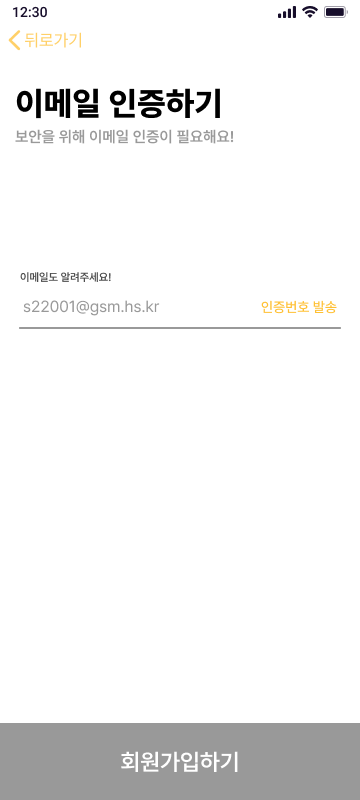 12:30
뒤로가기
이메일 인증하기
보안을 위해 이메일 인증이 필요해요!
이메일도 알려주세요!
s22001@gsm.hs.kr 인증번호 발송
회원가입하기